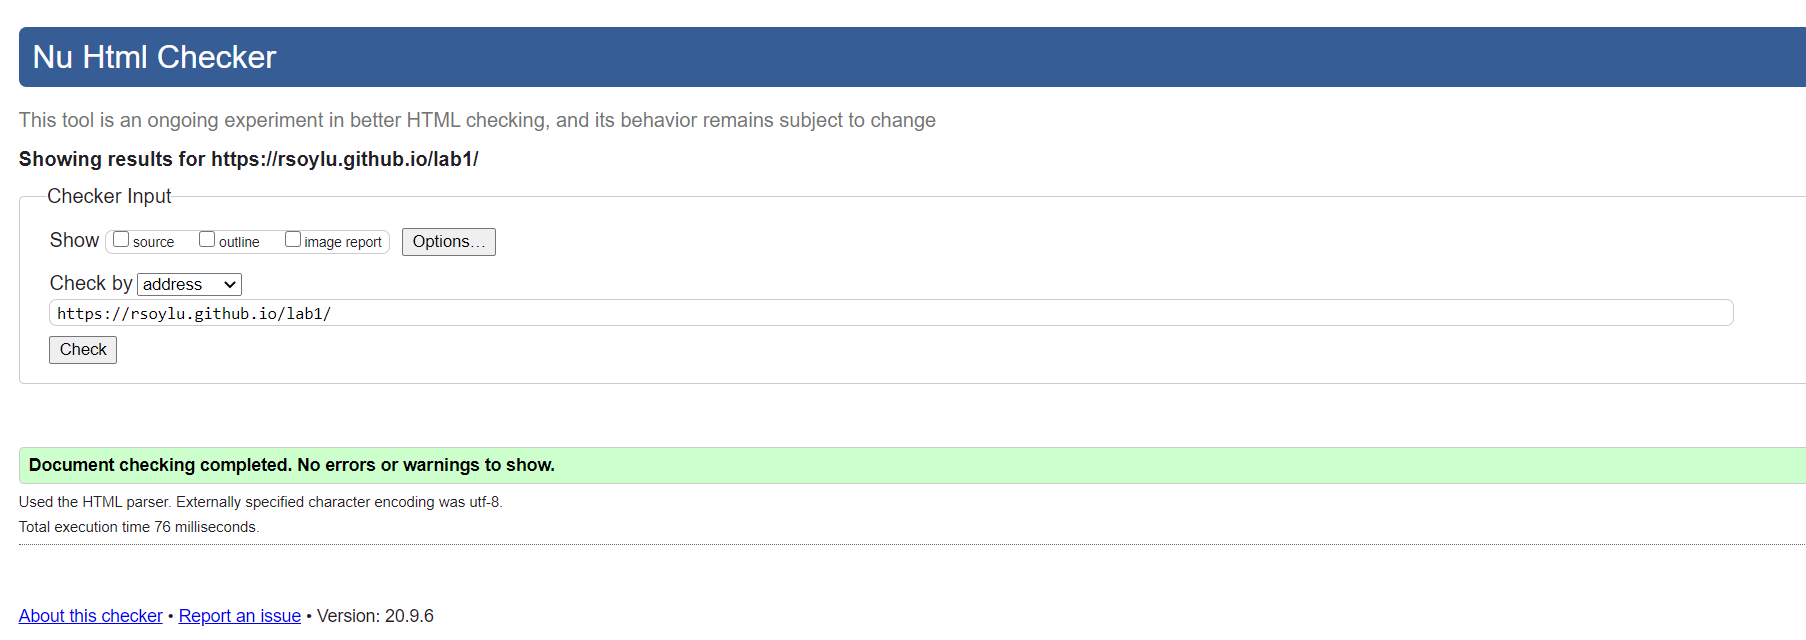 Nu Html Checker
This tool is an ongoing experiment in better HTML checking, and its behavior remains subject to change
Showing results for https://rsoylu.github.io/lab1/
Checker Input
Show source outline image report Options...
Check by address
https://rsoylu.github.io/lab1/
Check
Document checking completed. No errors or warnings to show.
Used the HTML parser. Externally specified character encoding was utf-8.
Total execution time 76 milliseconds.
About this checker • Report an issue • Version: 20.9.6